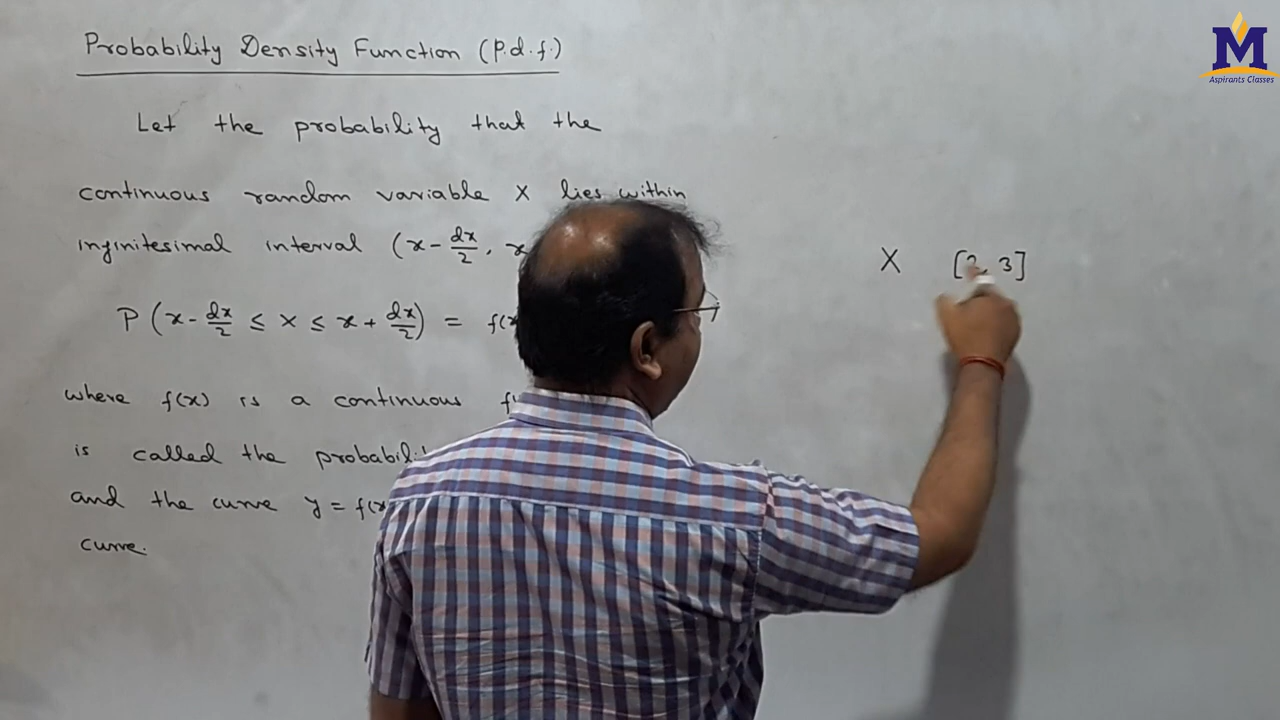 Probability Density Function (p.d.f.)
Let the probability that the
continuous random variable X lies within
infinitesimal interval (x - dx/2, x
P (x - dx/2 ≤ X ≤ x + dx/2) = f(x
where f(x) is a continuous
is called the
and the curve y = f(x
curve.
X [2, 3]
M
Aspirants Classes